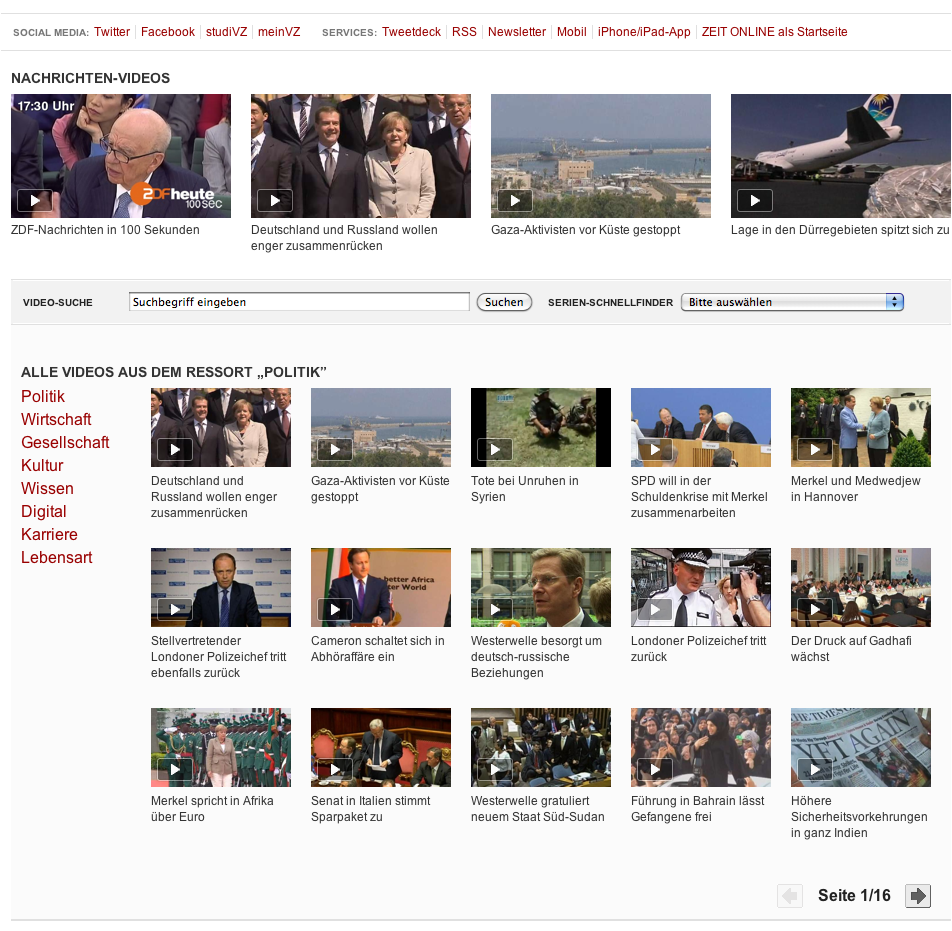 SOCIAL MEDIA: Twitter Facebook studiVZ meinVZ SERVICES: Tweetdeck RSS Newsletter Mobil iPhone/iPad-App ZEIT ONLINE als Startseite
NACHRICHTEN-VIDEOS
17:30 Uhr
ZDFheute
100SEC
ZDF-Nachrichten in 100 Sekunden
Deutschland und Russland wollen
enger zusammenrücken
Gaza-Aktivisten vor Küste gestoppt
Lage in den Dürregebieten spitzt sich zu
VIDEO-SUCHE Suchbegriff eingeben Suchen SERIEN-SCHNELLFINDER Bitte auswählen
ALLE VIDEOS AUS DEM RESSORT „POLITIK”
Politik
Wirtschaft
Gesellschaft
Kultur
Wissen
Digital
Karriere
Lebensart
Deutschland und
Russland wollen enger
zusammenrücken
Gaza-Aktivisten vor Küste
gestoppt
Tote bei Unruhen in
Syrien
SPD will in der
Schuldenkrise mit Merkel
zusammenarbeiten
Merkel und Medwedjew
in Hannover
Stellvertretender
Londoner Polizeichef tritt
ebenfalls zurück
better Africa
ter World
Cameron schaltet sich in
Abhöraffäre ein
Westerwelle besorgt um
deutsch-russische
Beziehungen
Londoner Polizeichef tritt
zurück
Der Druck auf Gadhafi
wächst
Merkel spricht in Afrika
über Euro
Senat in Italien stimmt
Sparpaket zu
Westerwelle gratuliert
neuem Staat Süd-Sudan
Führung in Bahrain lässt
Gefangene frei
HE TIMES
YET AGAIN
Höhere
Sicherheitsvorkehrungen
in ganz Indien
Seite 1/16